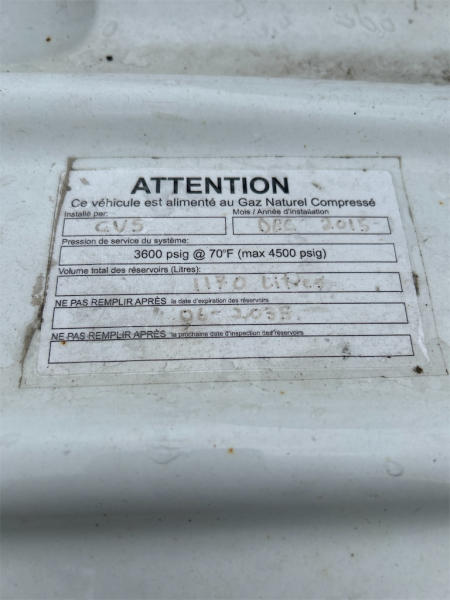 ATTENTION
Ce véhicule est alimenté au Gaz Naturel Compressé
Installé par: Mois / Année d'installation
CVS DEC 2015
Pression de service du système:
3600 psig @ 70°F (max 4500 psig)
Volume total des réservoirs (Litres):
1170 Litres
NE PAS REMPLIR APRÈS la date d'expiration des réservoirs
06-2035
NE PAS REMPLIR APRÈS la prochaine date d'inspection des réservoirs